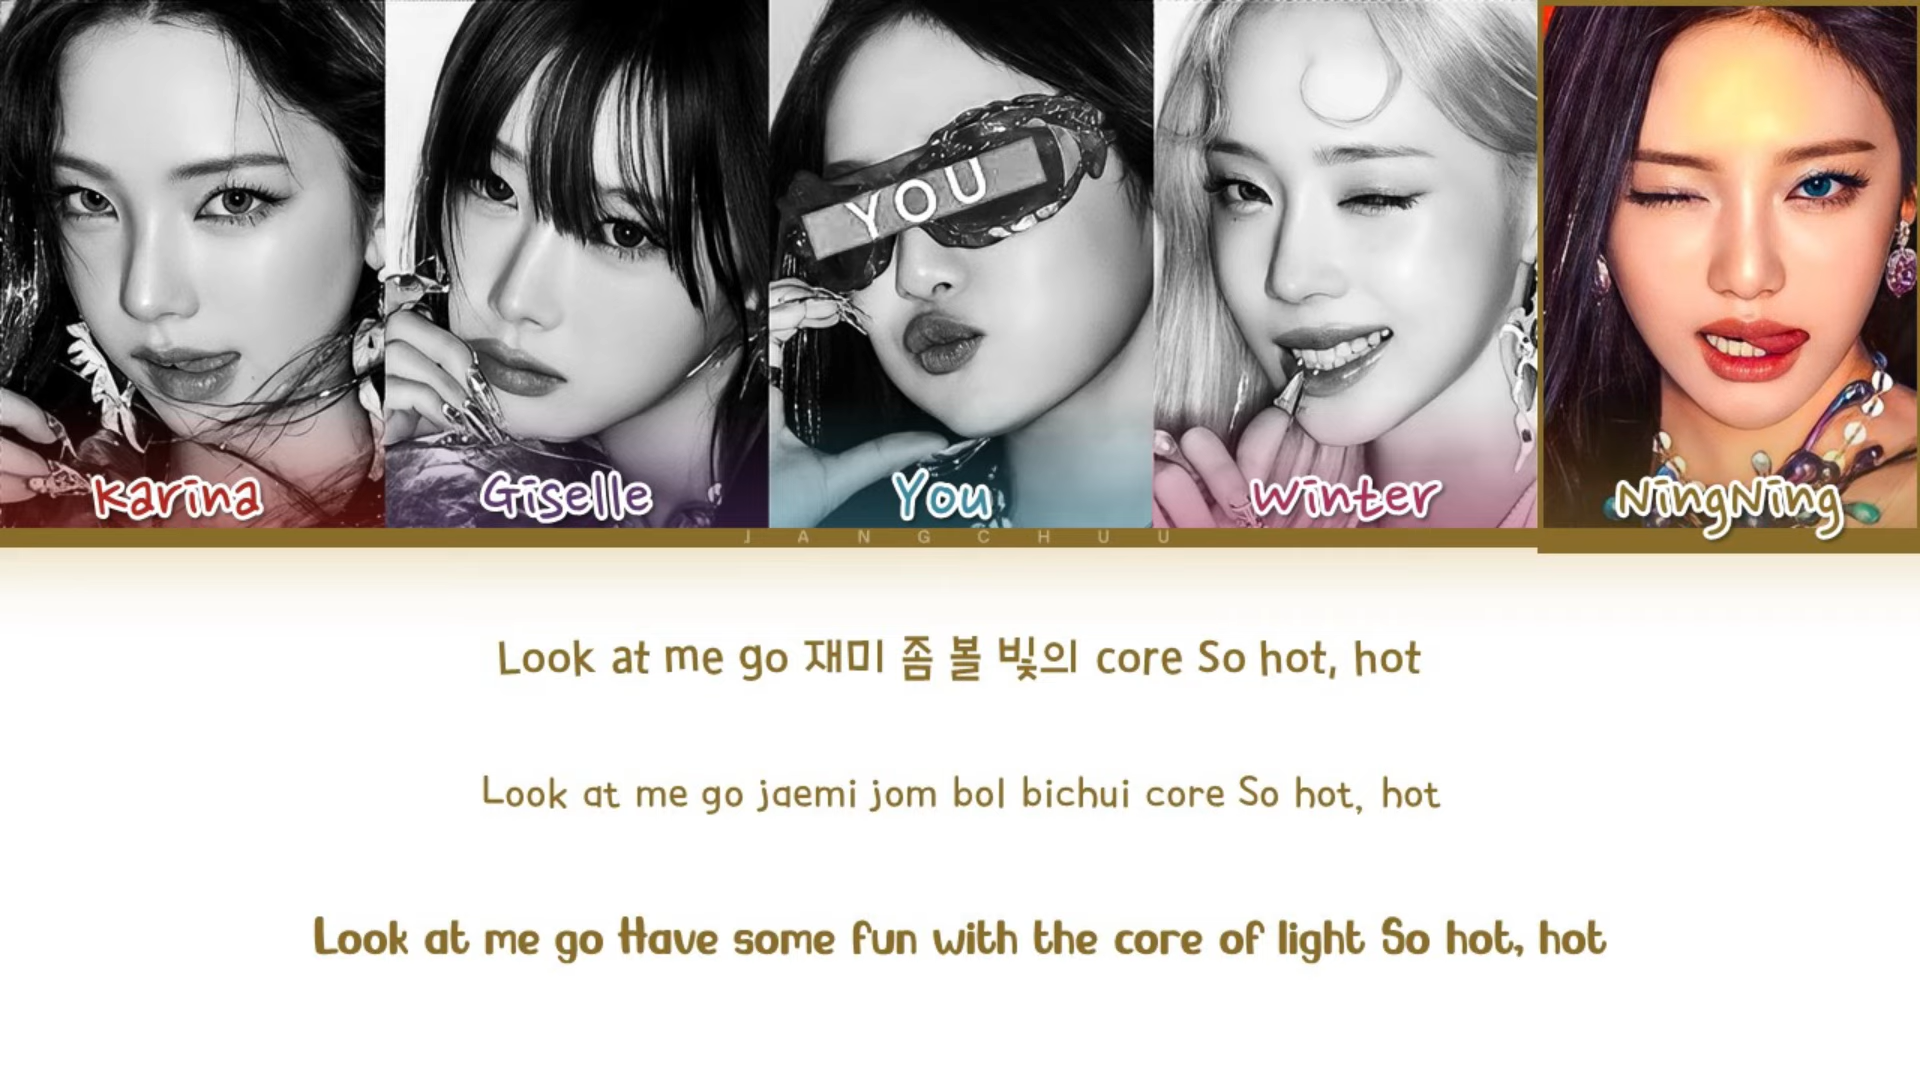 YOU
Karina Giselle You Winter NingNing
JANGCHUU
Look at me go 재미 좀 볼 빛의 core So hot, hot
Look at me go jaemi jom bol bichui core So hot, hot
Look at me go Have some fun with the core of light So hot, hot